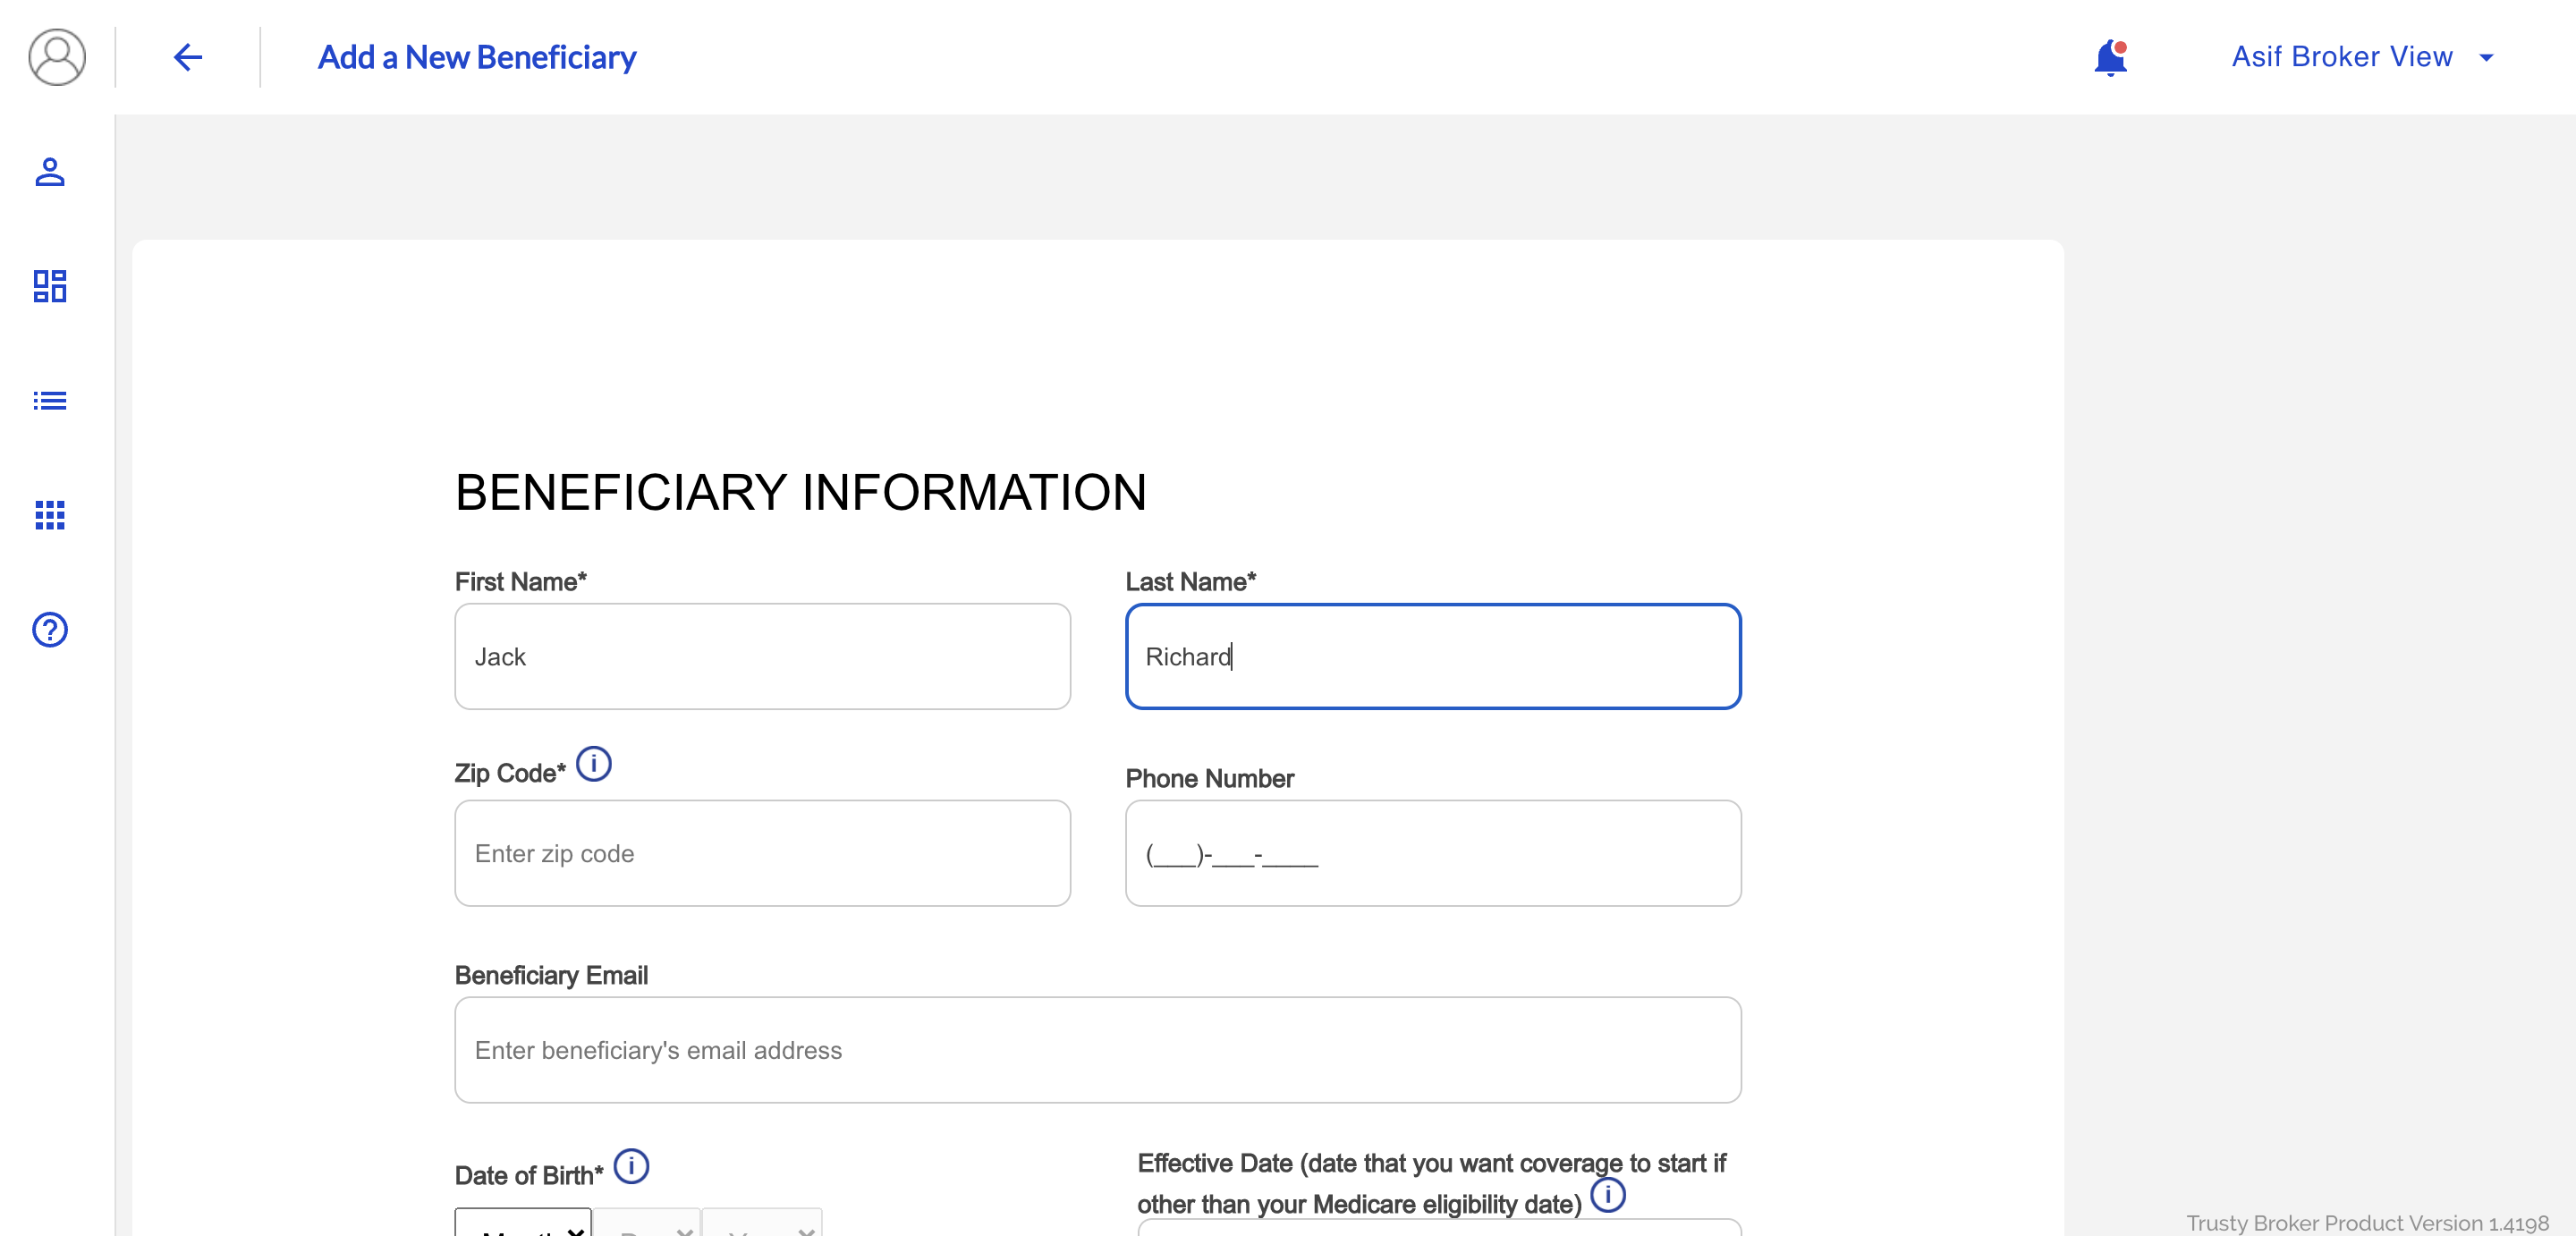 Add a New Beneficiary
Asif Broker View
BENEFICIARY INFORMATION
First Name*
Last Name*
Jack
Richard
Zip Code*
Phone Number
Enter zip code
(___)-___-____
Beneficiary Email
Enter beneficiary's email address
Date of Birth*
Effective Date (date that you want coverage to start if
other than your Medicare eligibility date)
Trusty Broker Product Version 1.4198